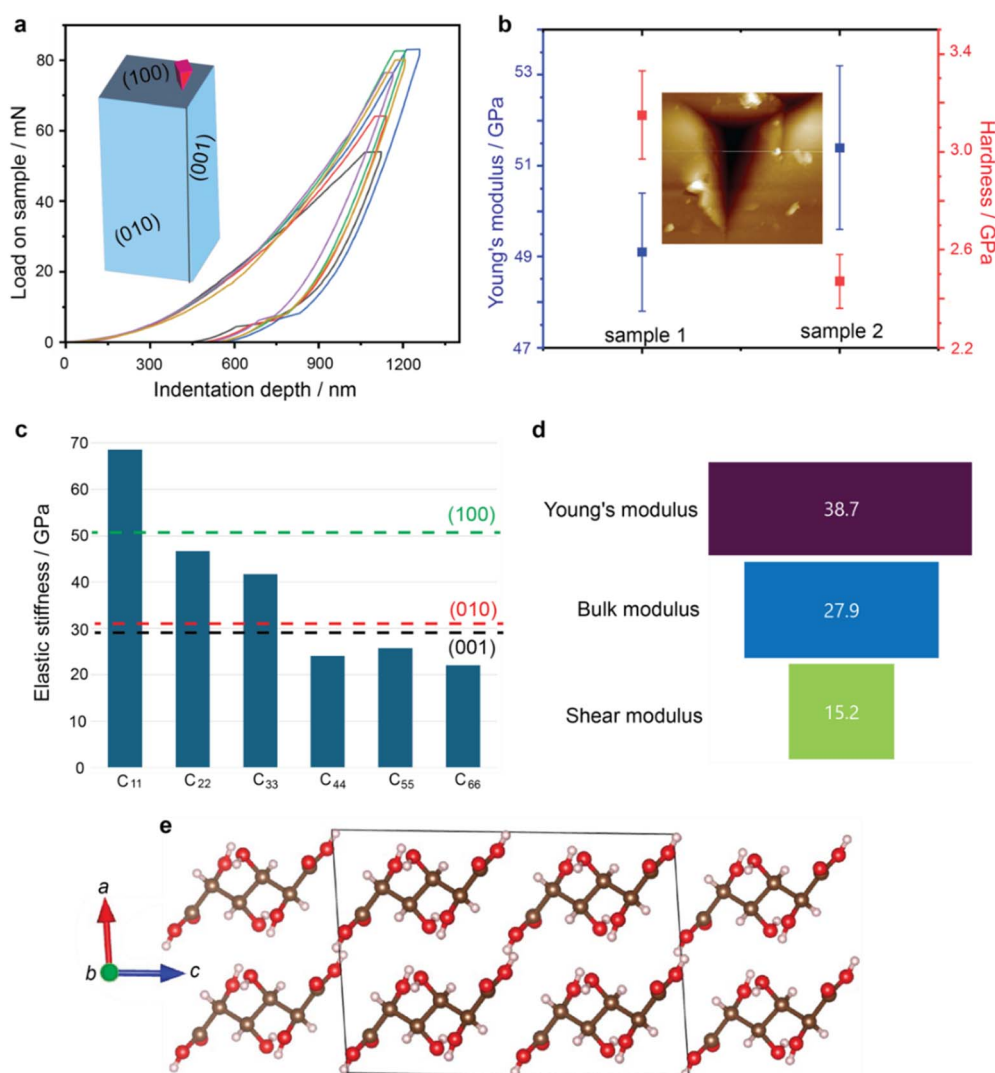 a
Load on sample / mN
80
60
40
20
0
0 300 600 900 1200
Indentation depth / nm
(100)
(001)
(010)
b
Young's modulus / GPa
53
51
49
47
sample 1 sample 2
3.4
3.0
2.6
2.2
Hardness / GPa
c
Elastic stiffness / GPa
70
60
50
40
30
20
10
0
(100)
(010)
(001)
C₁₁ C₂₂ C₃₃ C₄₄ C₅₅ C₆₆
d
Young's modulus 38.7
Bulk modulus 27.9
Shear modulus 15.2
e
a
b c